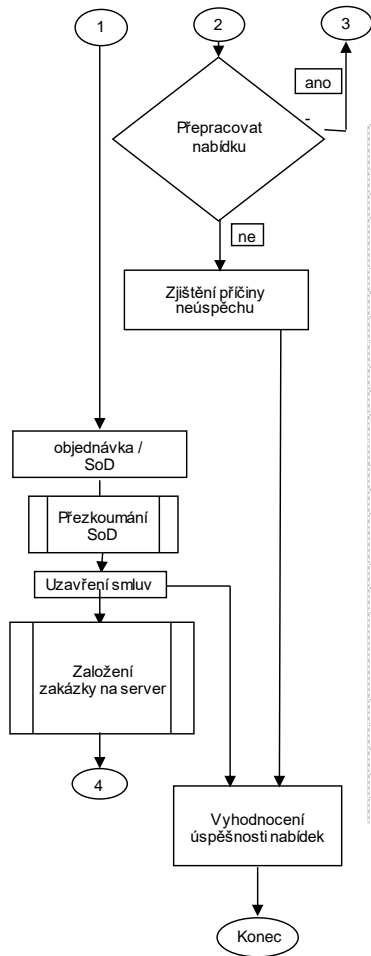 1
2
3
ano
Přepracovat
nabídku
ne
Zjištění příčiny
neúspěchu
objednávka /
SoD
Přezkoumání
SoD
Uzavření smluv
Založení
zakázky na server
4
Vyhodnocení
úspěšnosti nabídek
Konec